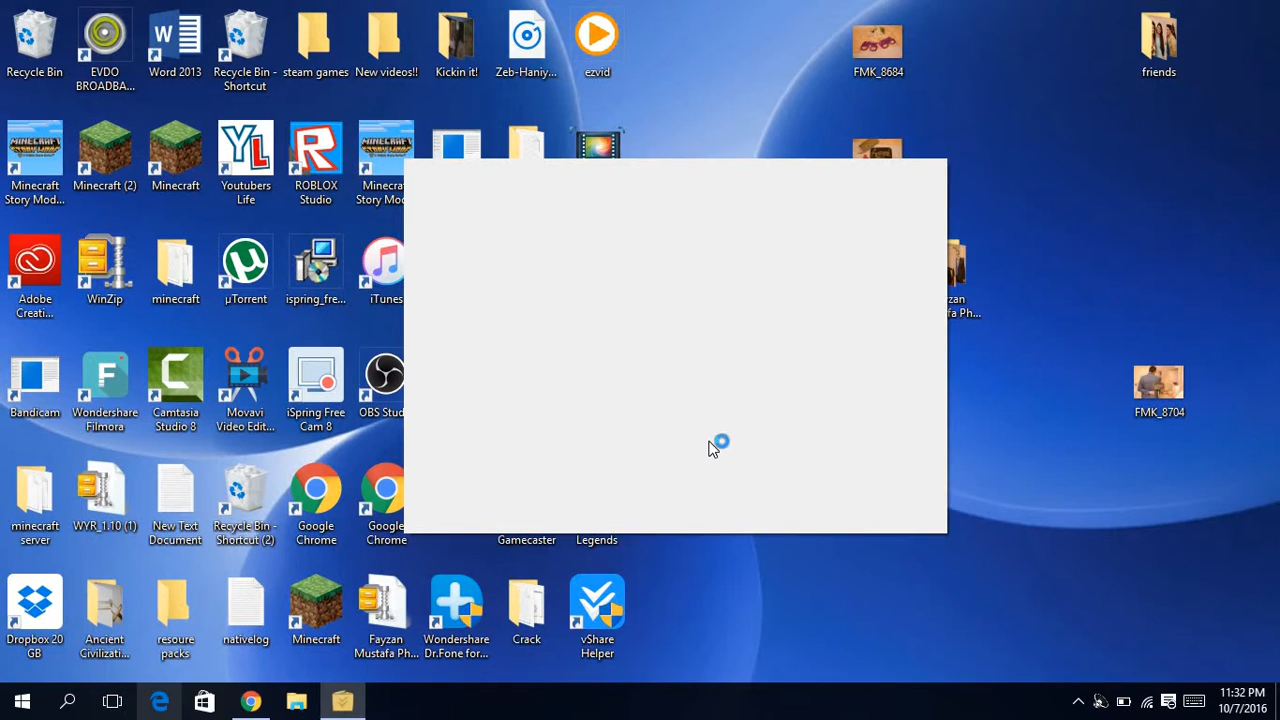 Recycle Bin
EVDO BROADBA...
Word 2013
Recycle Bin - Shortcut
steam games
New videos!!
Kickin it!
Zeb-Haniy...
ezvid
FMK_8684
friends
Minecraft Story Mod...
Minecraft (2)
Minecraft
Youtubers Life
ROBLOX Studio
Minecra
Story Mo
Adobe Creati...
WinZip
minecraft
µTorrent
ispring_fre...
iTunes
zan
fa Ph...
Bandicam
Wondershare Filmora
Camtasia Studio 8
Movavi Video Edit...
iSpring Free Cam 8
OBS Stud
FMK_8704
minecraft server
WYR_1.10 (1)
New Text Document
Recycle Bin - Shortcut (2)
Google Chrome
Google Chrome
Gamecaster
Legends
Dropbox 20 GB
Ancient Civilizati...
resoure packs
nativelog
Minecraft
Fayzan Mustafa Ph...
Wondershare Dr.Fone for...
Crack
vShare Helper
11:32 PM
10/7/2016